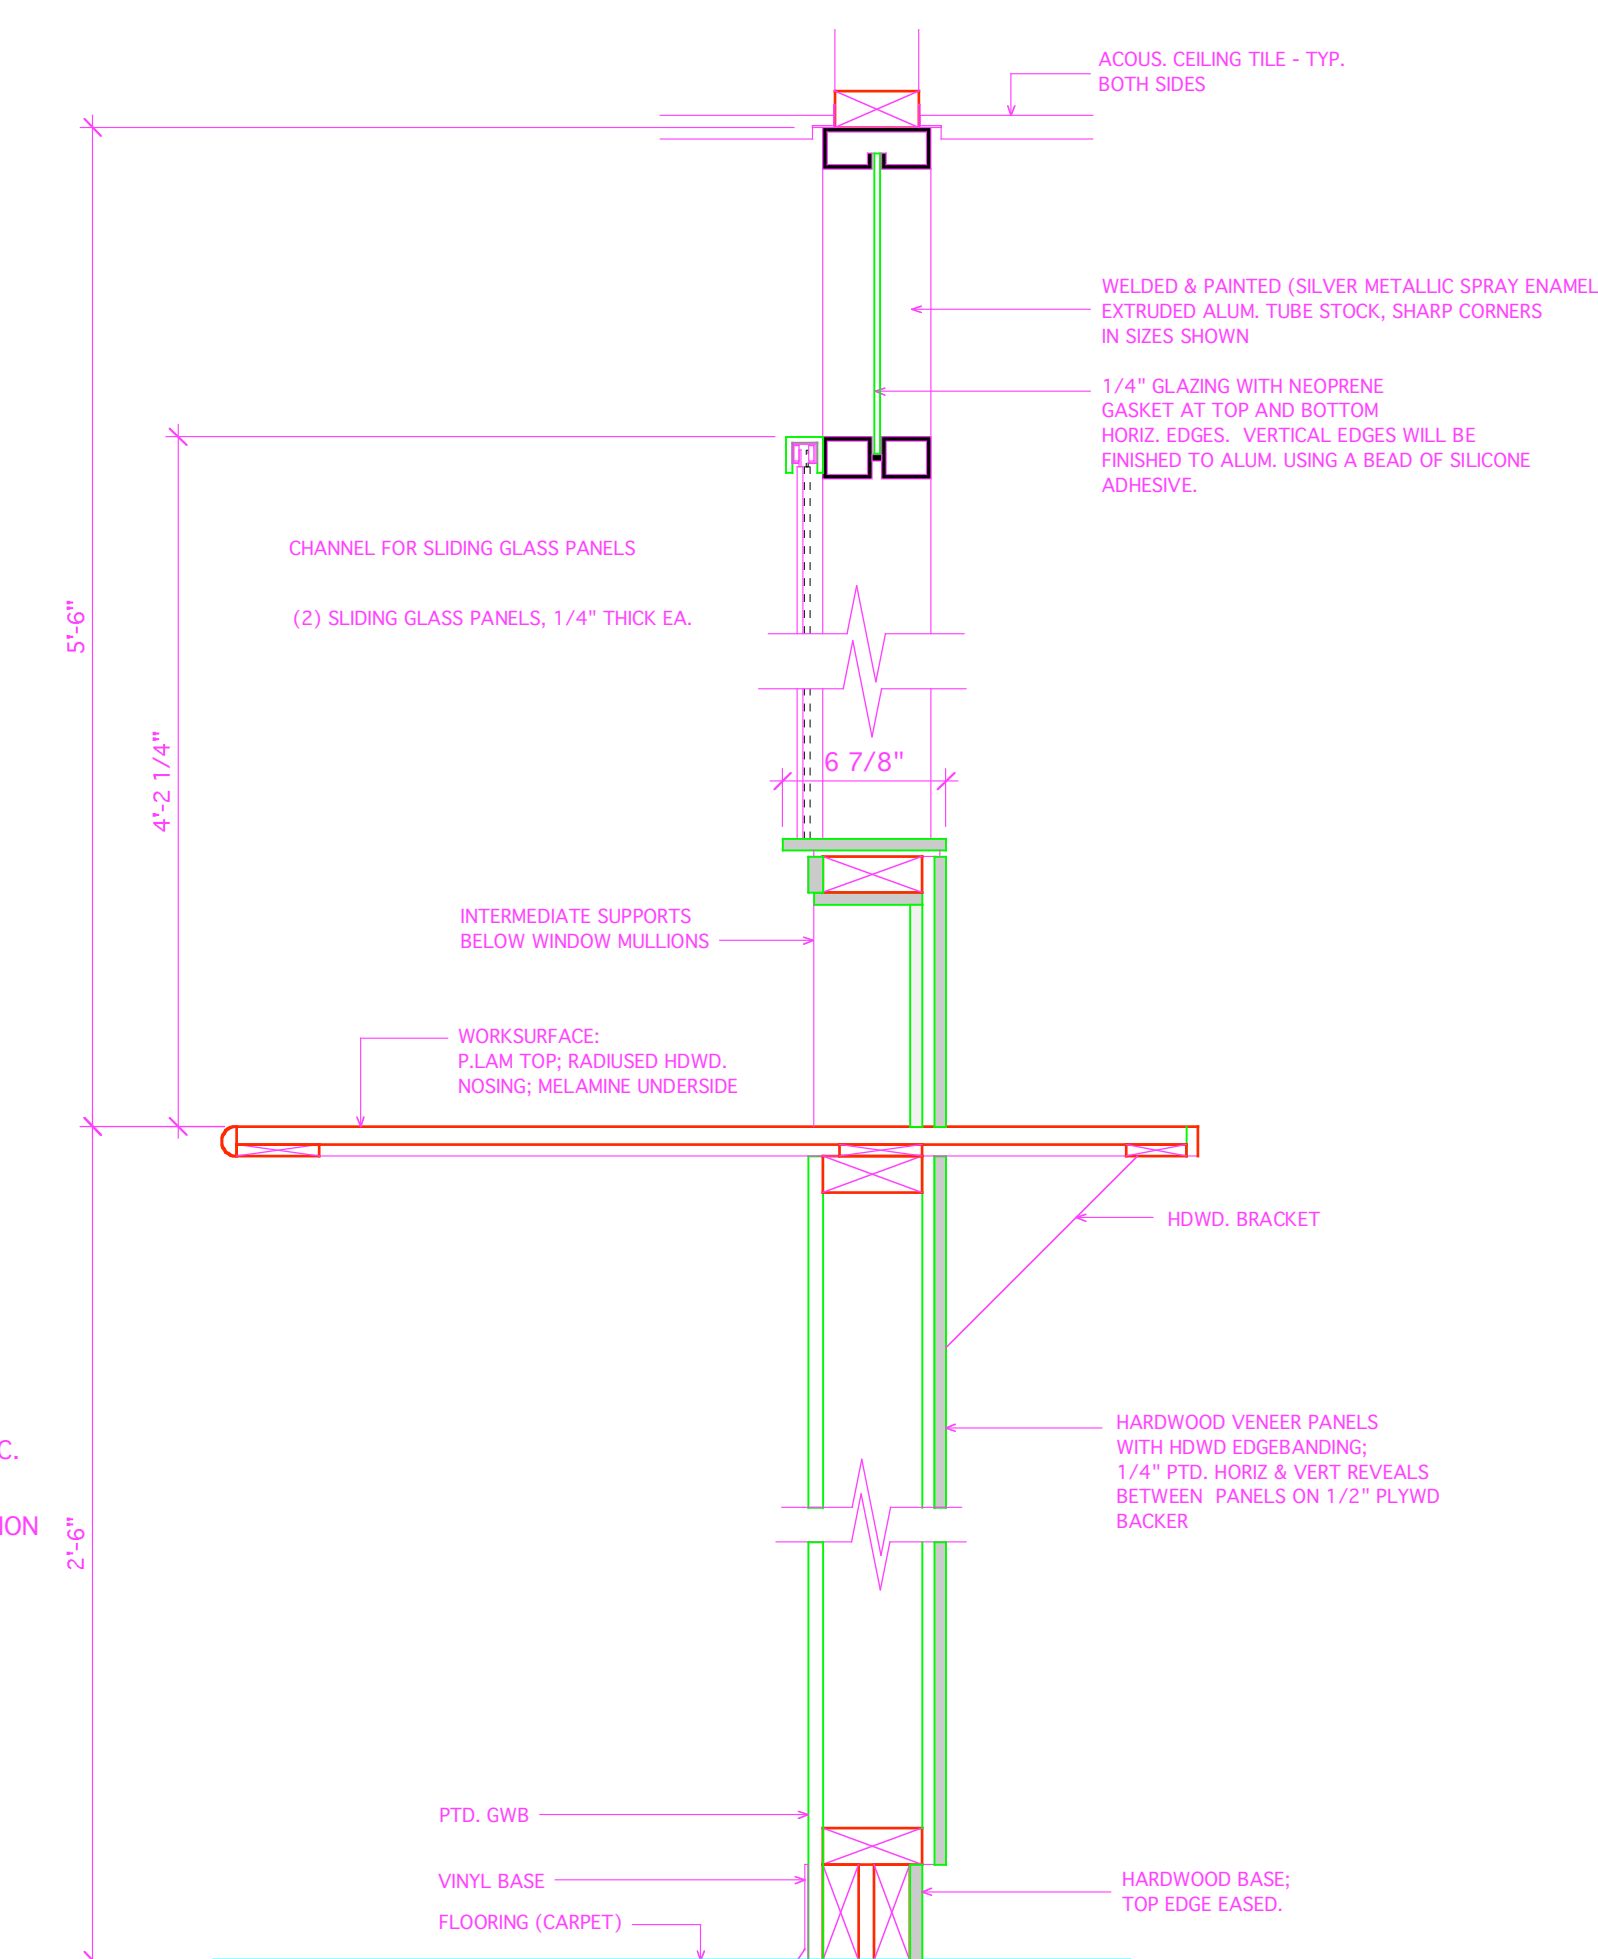 ACOUS. CEILING TILE - TYP.
BOTH SIDES
WELDED & PAINTED (SILVER METALLIC SPRAY ENAMEL
EXTRUDED ALUM. TUBE STOCK, SHARP CORNERS
IN SIZES SHOWN
1/4" GLAZING WITH NEOPRENE
GASKET AT TOP AND BOTTOM
HORIZ. EDGES.  VERTICAL EDGES WILL BE
FINISHED TO ALUM. USING A BEAD OF SILICONE
ADHESIVE.
CHANNEL FOR SLIDING GLASS PANELS
(2) SLIDING GLASS PANELS, 1/4" THICK EA.
5'-6"
4'-2 1/4"
6 7/8"
INTERMEDIATE SUPPORTS
BELOW WINDOW MULLIONS
WORKSURFACE:
P.LAM TOP; RADIUSED HDWD.
NOSING; MELAMINE UNDERSIDE
HDWD. BRACKET
HARDWOOD VENEER PANELS
WITH HDWD EDGEBANDING;
1/4" PTD. HORIZ & VERT REVEALS
BETWEEN  PANELS ON 1/2" PLYWD
BACKER
C.
ION
2'-6"
PTD. GWB
VINYL BASE
FLOORING (CARPET)
HARDWOOD BASE;
TOP EDGE EASED.